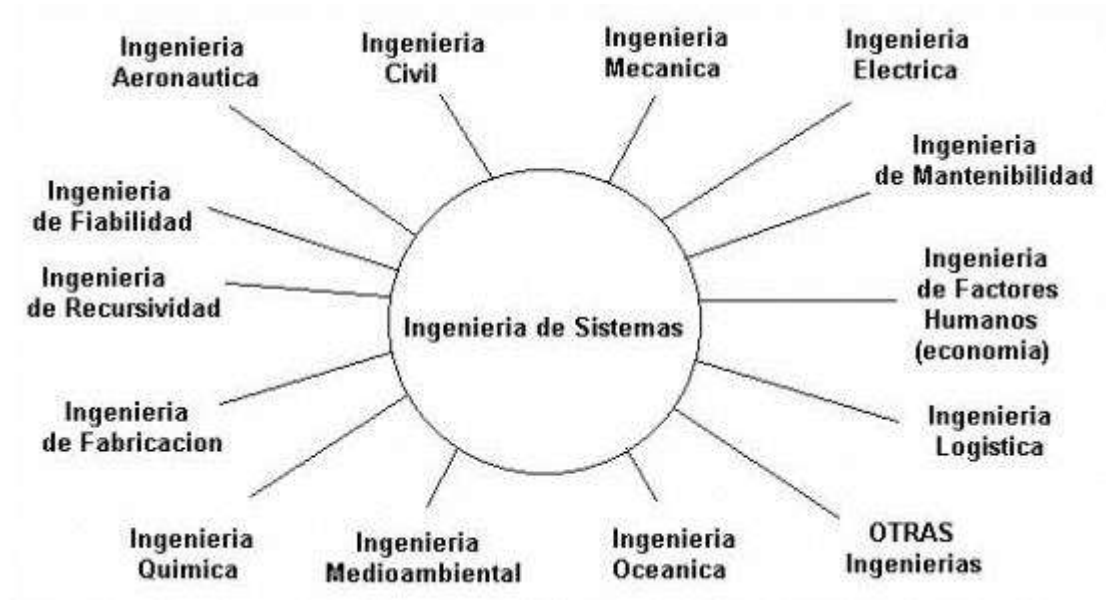 Ingenieria
Aeronautica
Ingenieria
Civil
Ingenieria
Mecanica
Ingenieria
Electrica
Ingenieria
de Mantenibilidad
Ingenieria
de Fiabilidad
Ingenieria
de Factores
Humanos
(economia)
Ingenieria
de Recursividad
Ingenieria de Sistemas
Ingenieria
de Fabricacion
Ingenieria
Logistica
Ingenieria
Quimica
Ingenieria
Medioambiental
Ingenieria
Oceanica
OTRAS
Ingenierias